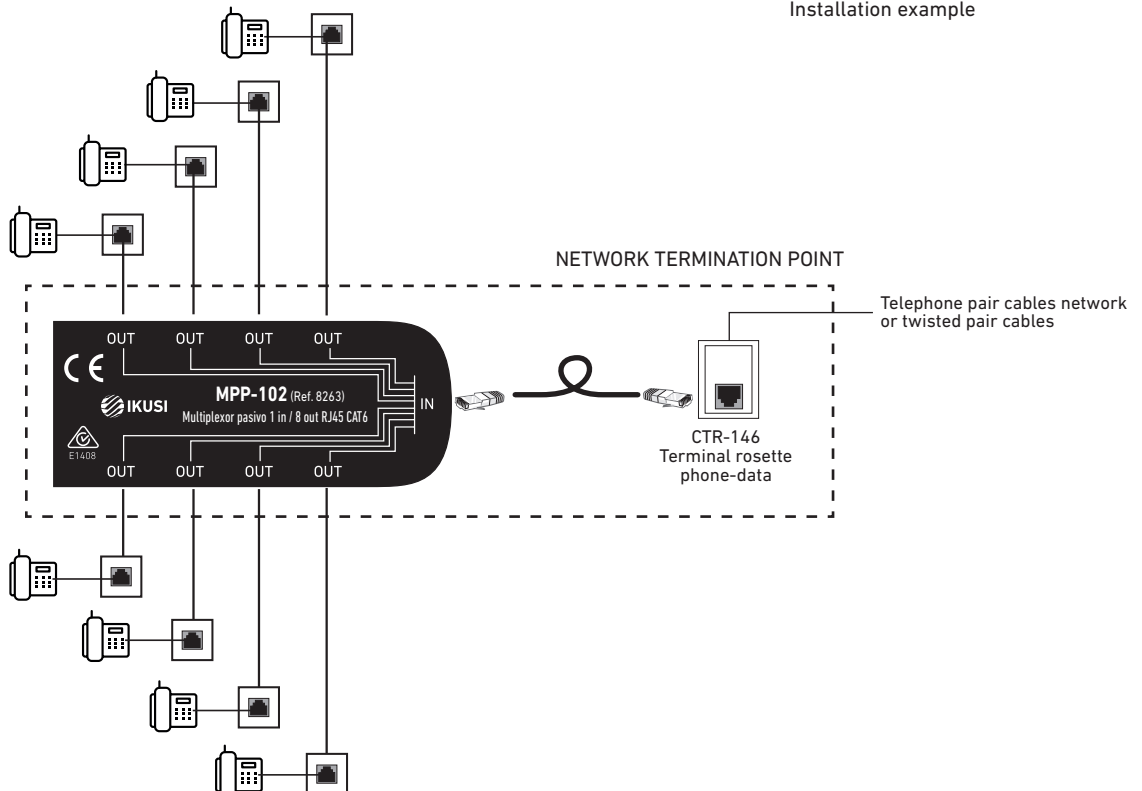 Installation example
NETWORK TERMINATION POINT
Telephone pair cables network
or twisted pair cables
OUT OUT OUT OUT
CE
MPP-102 (Ref. 8263)
IKUSI
Multiplexor pasivo 1 in / 8 out RJ45 CAT6
IN
E1408
OUT OUT OUT OUT
CTR-146
Terminal rosette
phone-data